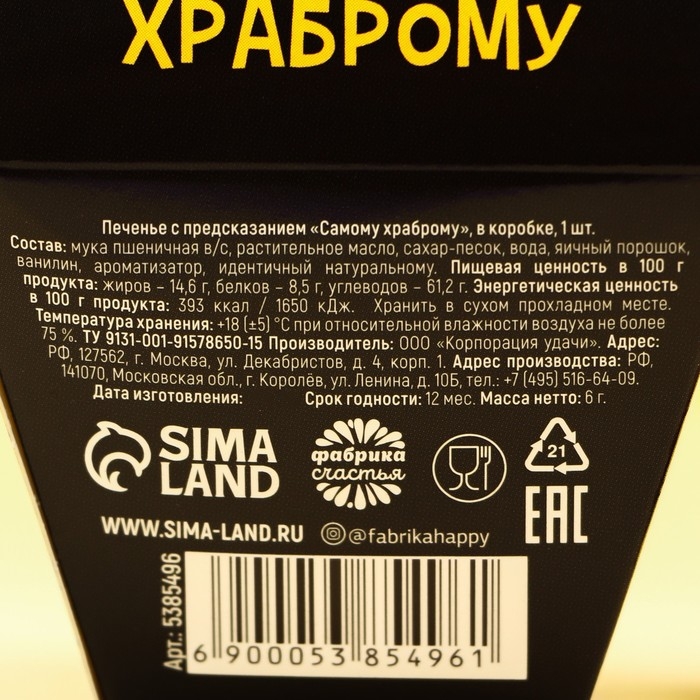 ХРАБРОМУ
Печенье с предсказанием «Самому храброму», в коробке, 1 шт.
Состав: мука пшеничная в/с, растительное масло, сахар-песок, вода, яичный порошок,
ванилин, ароматизатор, идентичный натуральному. Пищевая ценность в 100 г
продукта: жиров – 14,6 г, белков – 8,5 г, углеводов – 61,2 г. Энергетическая ценность
в 100 г продукта: 393 ккал / 1650 кДж. Хранить в сухом прохладном месте.
Температура хранения: +18 (±5) °С при относительной влажности воздуха не более
75 %. ТУ 9131-001-91578650-15 Производитель: ООО «Корпорация удачи». Адрес:
РФ, 127562, г. Москва, ул. Декабристов, д. 4, корп. 1. Адрес производства: РФ,
141070, Московская обл., г. Королёв, ул. Ленина, д. 10Б, тел.: +7 (495) 516-64-09.
Дата изготовления: Срок годности: 12 мес. Масса нетто: 6 г.
SIMA
LAND
фабрика
счастья
21
EAC
WWW.SIMA-LAND.RU
@fabrikahappy
Арт.: 5385496
6 900053 854961